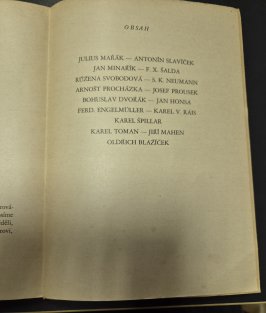 OBSAH
JULIUS MAŘÁK — ANTONÍN SLAVÍČEK
JAN MINAŘÍK — F. X. ŠALDA
RŮŽENA SVOBODOVÁ — S. K. NEUMANN
ARNOŠT PROCHÁZKA — JOSEF PROUSEK
BOHUSLAV DVOŘÁK — JAN HONSA
FERD. ENGELMÜLLER — KAREL V. RAIS
KAREL ŠPILLAR
KAREL TOMAN — JIŘÍ MAHEN
OLDŘICH BLAŽÍČEK